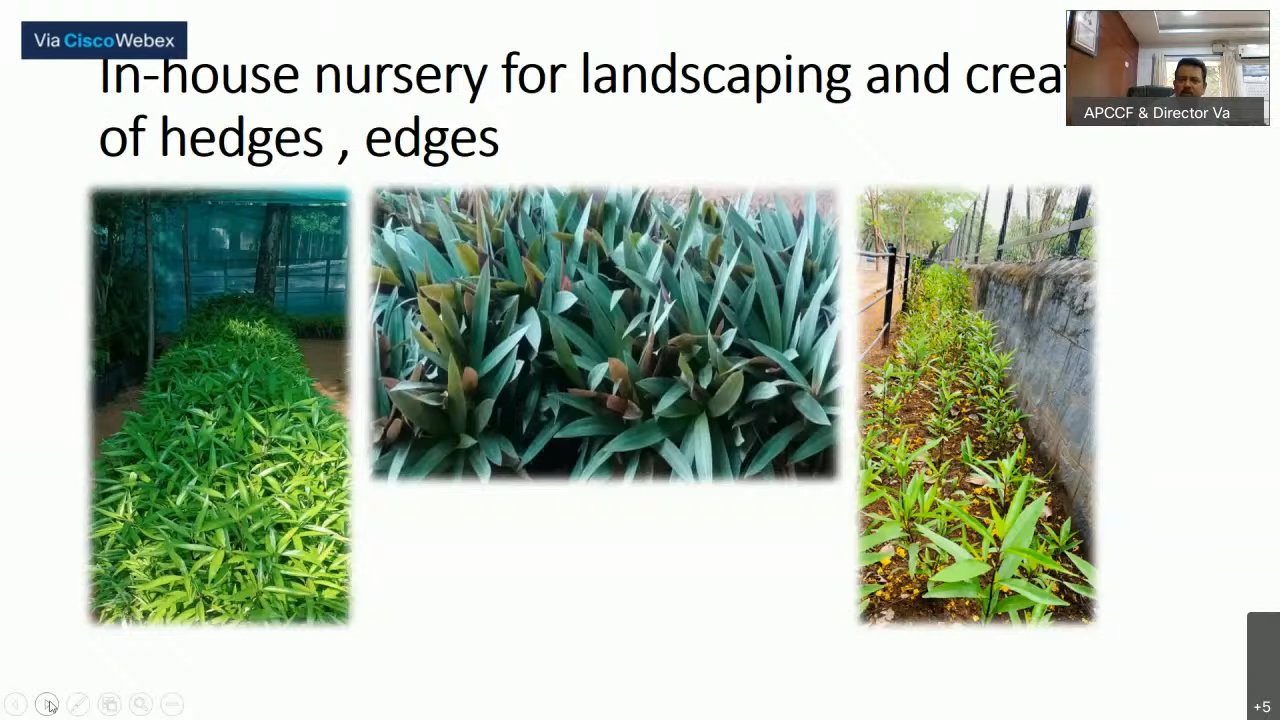 Via CiscoWebex
In-house nursery for landscaping and creat
of hedges , edges
APCCF & Director Va
+5